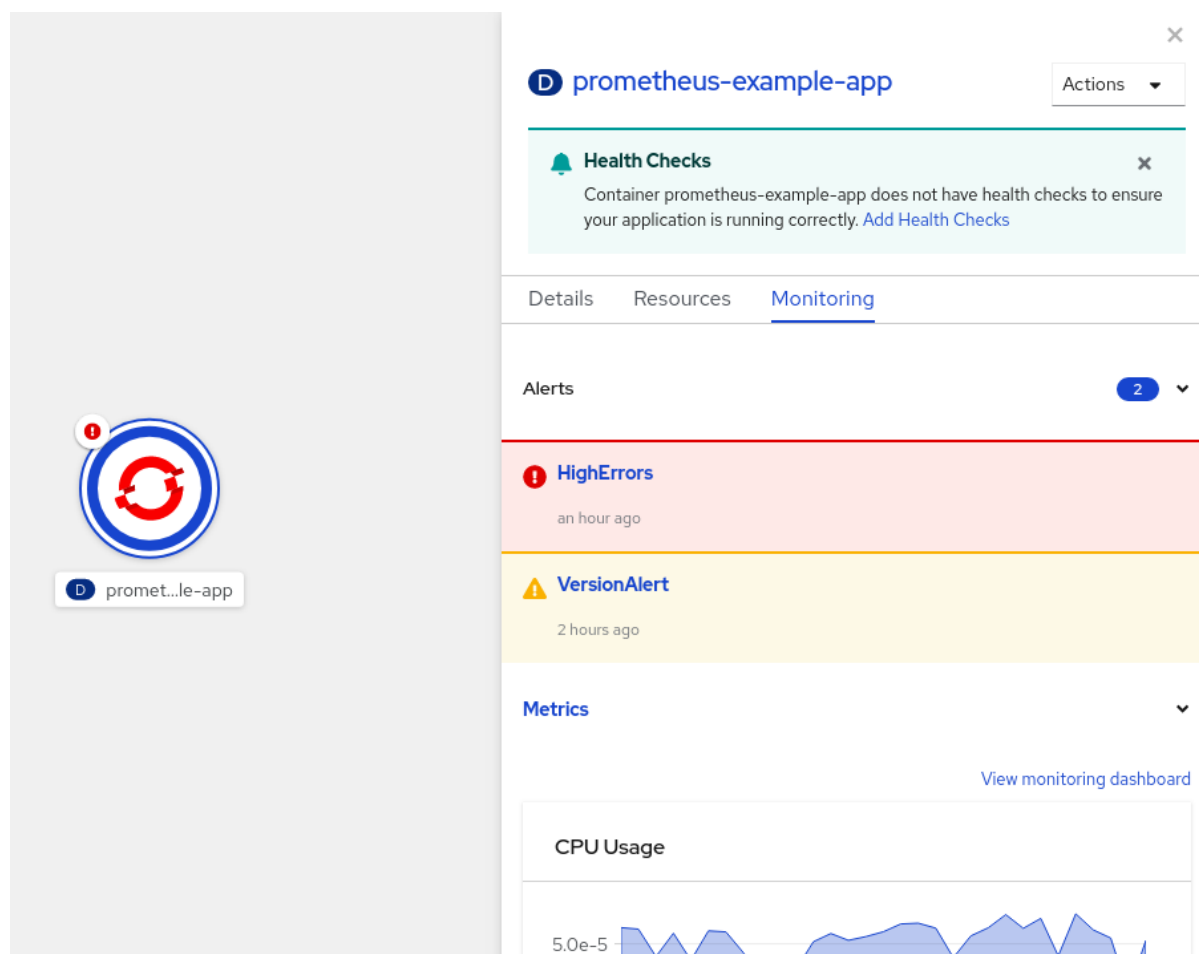 D prometheus-example-app
Actions
Health Checks
Container prometheus-example-app does not have health checks to ensure
your application is running correctly. Add Health Checks
Details Resources Monitoring
Alerts
2
HighErrors
an hour ago
D promet...le-app
VersionAlert
2 hours ago
Metrics
View monitoring dashboard
CPU Usage
5.0e-5